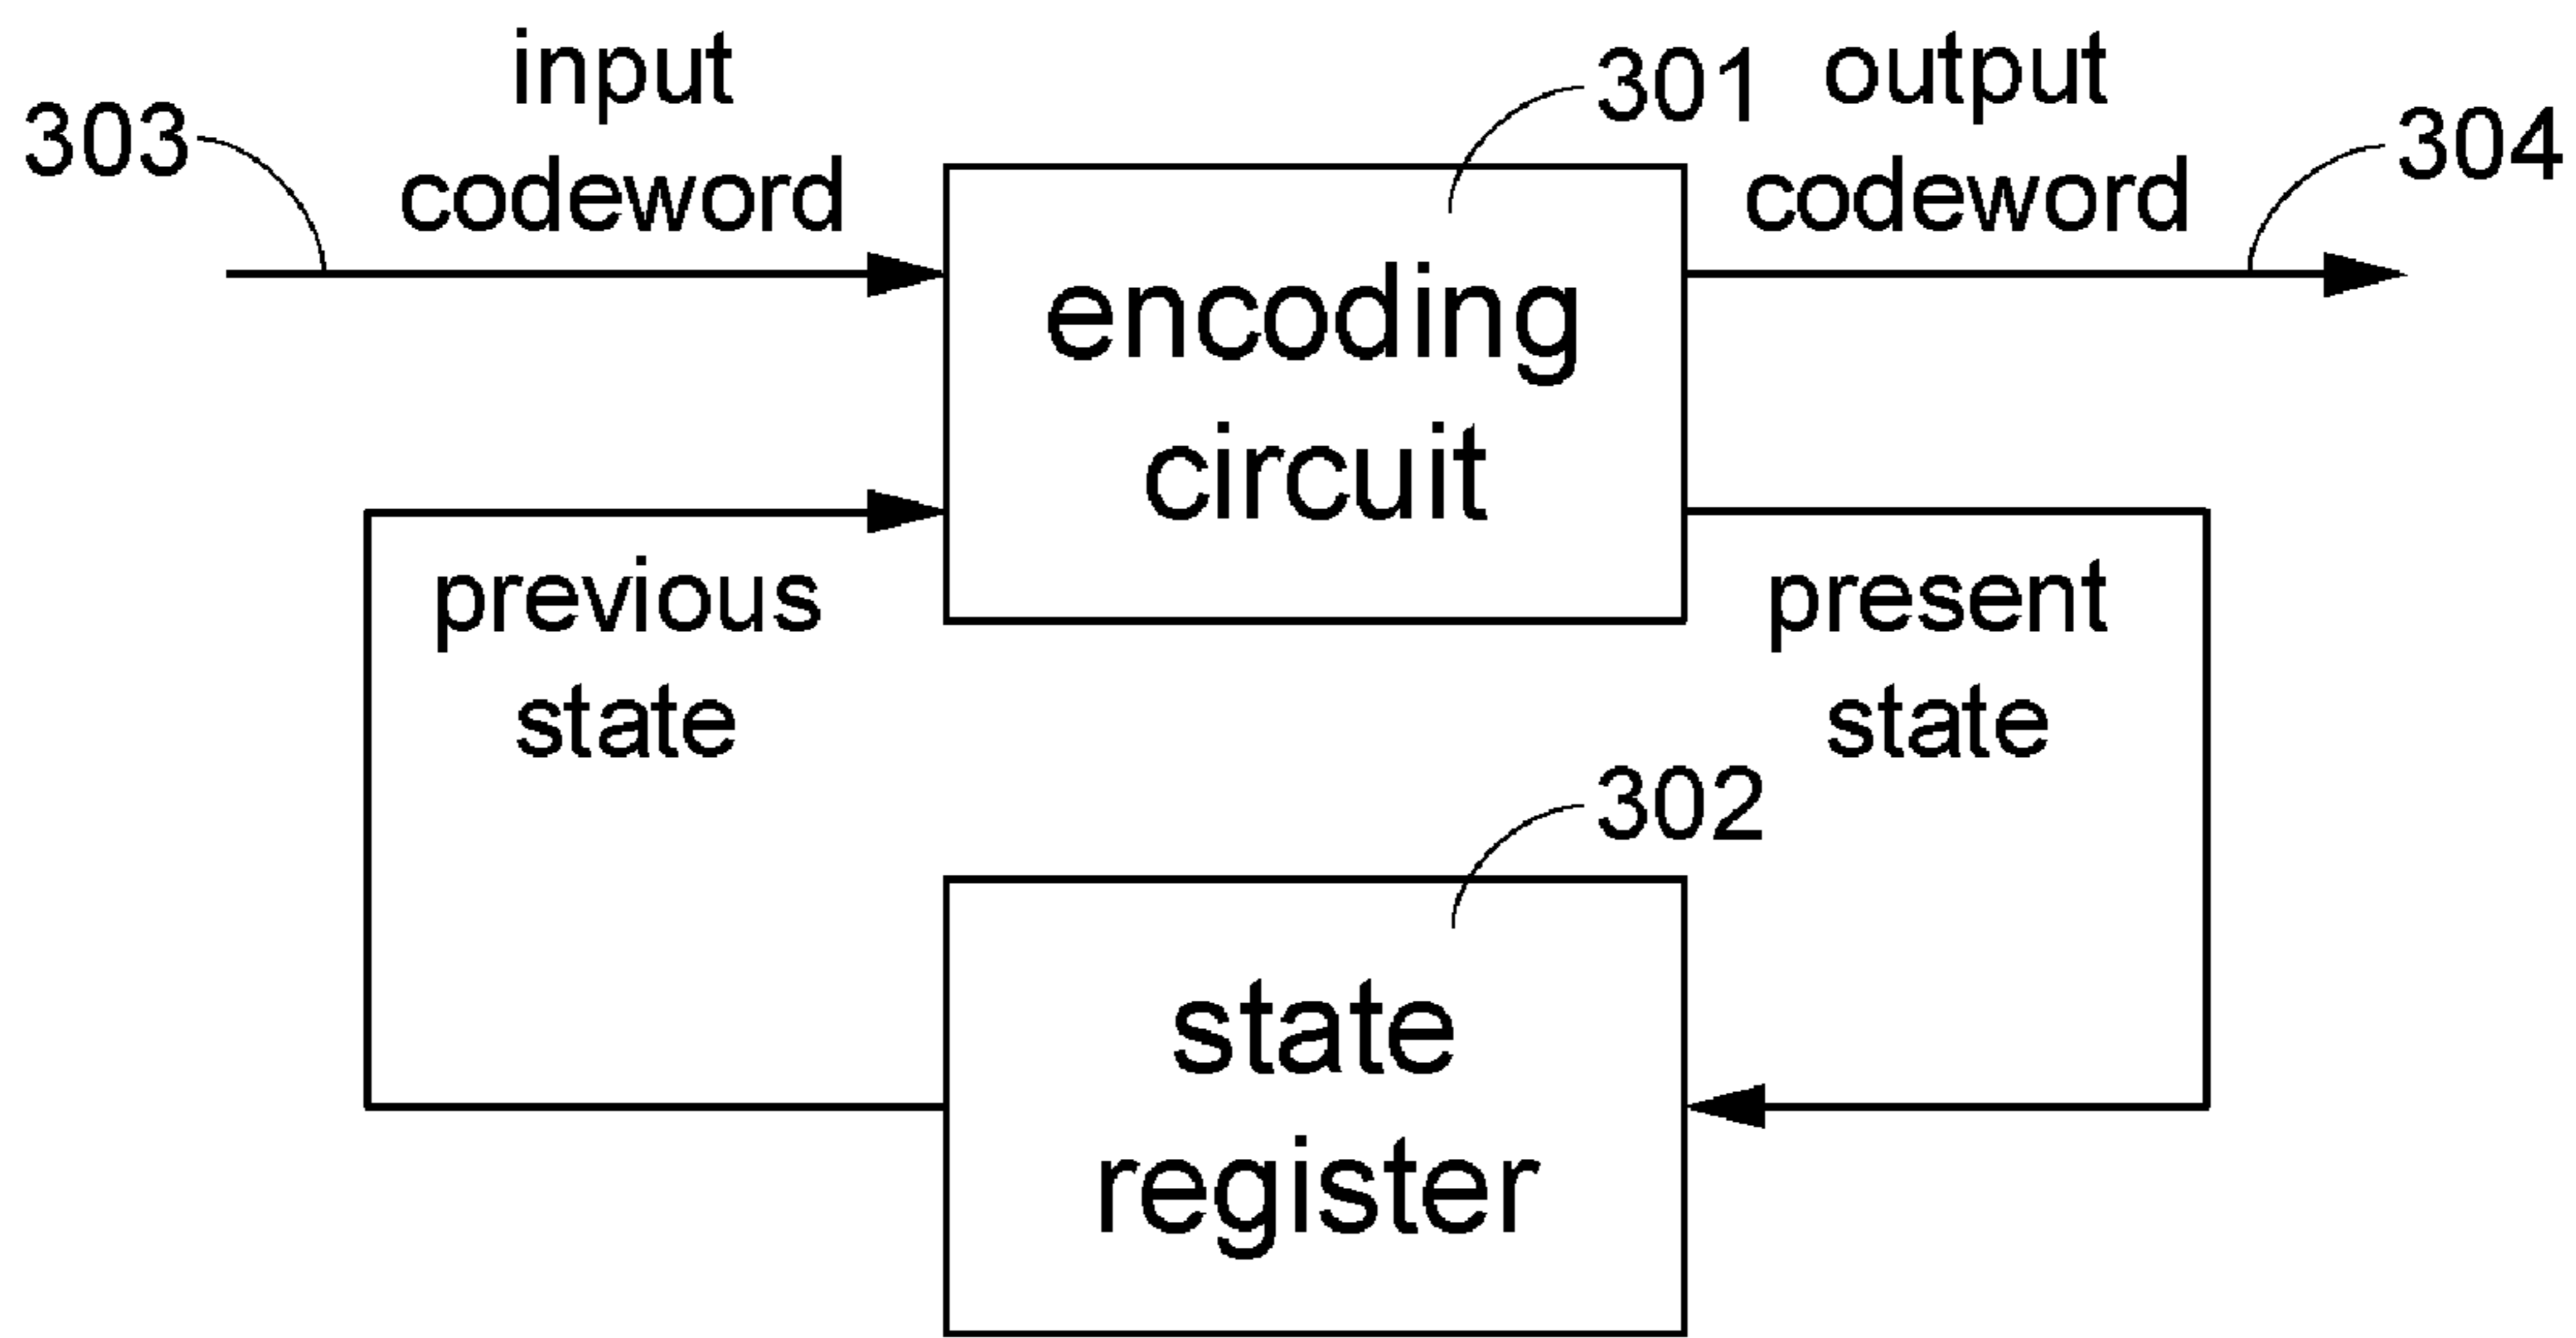 303
input
codeword
301
output
codeword
304
encoding
circuit
previous
state
present
state
302
state
register